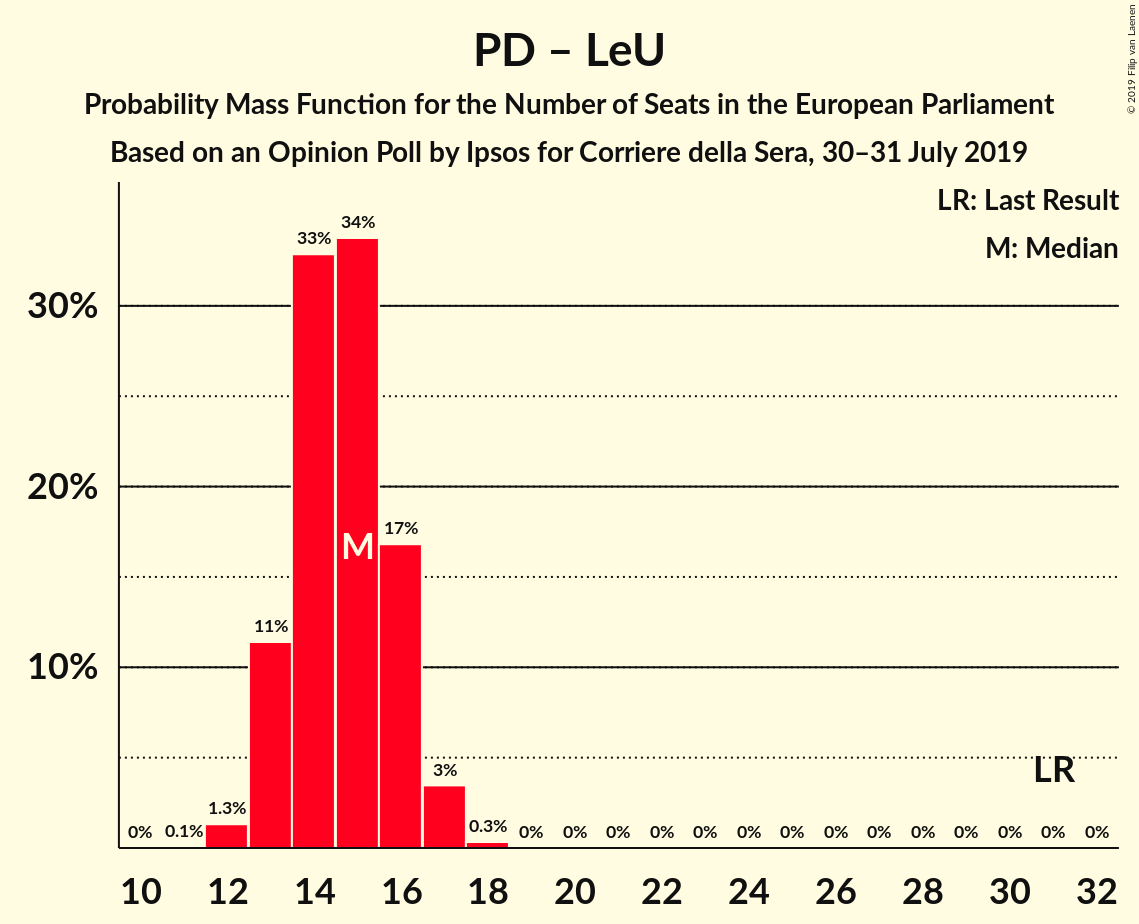 © 2019 Filip van Laenen
PD – LeU
Probability Mass Function for the Number of Seats in the European Parliament
Based on an Opinion Poll by Ipsos for Corriere della Sera, 30–31 July 2019
LR: Last Result
M: Median
34%
33%
30%
20%
17%
M
11%
10%
3%
LR
1.3%
0% 0.1% 0.3% 0% 0% 0% 0% 0% 0% 0% 0% 0% 0% 0% 0% 0% 0%
10 12 14 16 18 20 22 24 26 28 30 32